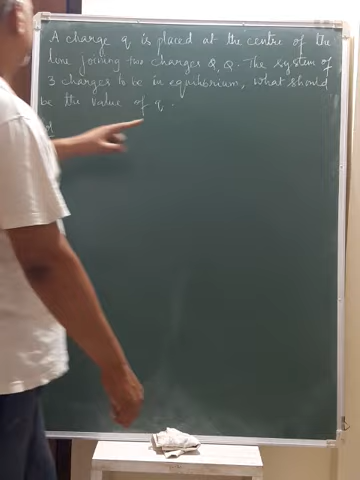 A charge q is placed at the centre of the
line joining two charges Q, Q. The system of
3 charges to be in equilibrium, what should
be the value of q.